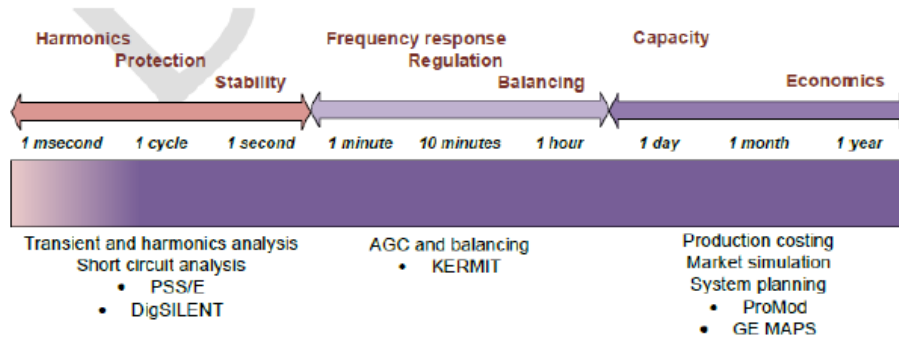 Harmonics
Protection
Stability
Frequency response
Regulation
Balancing
Capacity
Economics
1 msecond 1 cycle 1 second 1 minute 10 minutes 1 hour 1 day 1 month 1 year
Transient and harmonics analysis
Short circuit analysis
• PSS/E
• DigSILENT
AGC and balancing
• KERMIT
Production costing
Market simulation
System planning
• ProMod
• GE MAPS